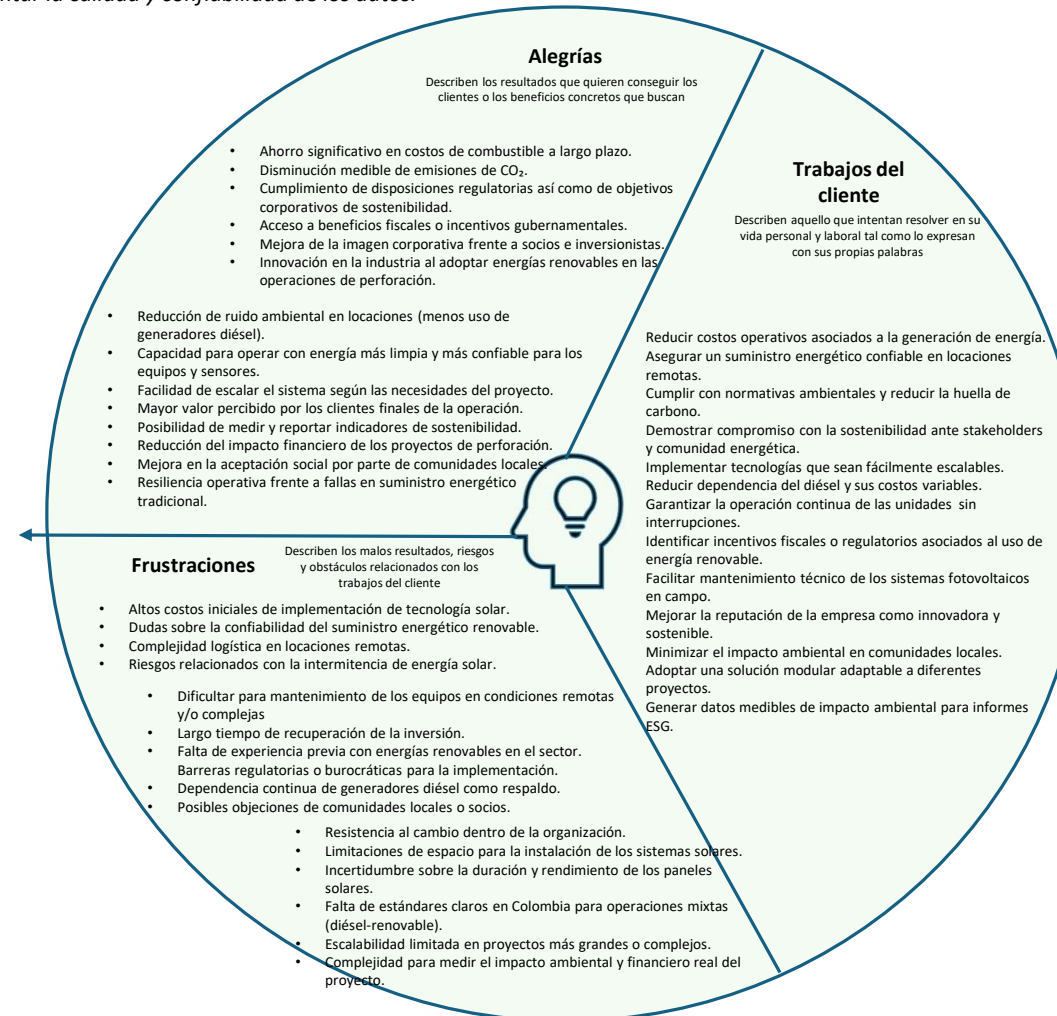 la calidad y confiabilidad de los datos.
Alegrías
Describen los resultados que quieren conseguir los
clientes o los beneficios concretos que buscan
• Ahorro significativo en costos de combustible a largo plazo.
• Disminución medible de emisiones de CO₂.
• Cumplimiento de disposiciones regulatorias así como de objetivos
corporativos de sostenibilidad.
• Acceso a beneficios fiscales o incentivos gubernamentales.
• Mejora de la imagen corporativa frente a socios e inversionistas.
• Innovación en la industria al adoptar energías renovables en las
operaciones de perforación.
• Reducción de ruido ambiental en locaciones (menos uso de
generadores diésel).
• Capacidad para operar con energía más limpia y más confiable para los
equipos y sensores.
• Facilidad de escalar el sistema según las necesidades del proyecto.
• Mayor valor percibido por los clientes finales de la operación.
• Posibilidad de medir y reportar indicadores de sostenibilidad.
• Reducción del impacto financiero de los proyectos de perforación.
• Mejora en la aceptación social por parte de comunidades locales.
• Resiliencia operativa frente a fallas en suministro energético
tradicional.
Trabajos del
cliente
Describen aquello que intentan resolver en su
vida personal y laboral tal como lo expresan
con sus propias palabras
Reducir costos operativos asociados a la generación de energía.
Asegurar un suministro energético confiable en locaciones
remotas.
Cumplir con normativas ambientales y reducir la huella de
carbono.
Demostrar compromiso con la sostenibilidad ante stakeholders
y comunidad energética.
Implementar tecnologías que sean fácilmente escalables.
Reducir dependencia del diésel y sus costos variables.
Garantizar la operación continua de las unidades sin
interrupciones.
Identificar incentivos fiscales o regulatorios asociados al uso de
energía renovable.
Facilitar mantenimiento técnico de los sistemas fotovoltaicos
en campo.
Mejorar la reputación de la empresa como innovadora y
sostenible.
Minimizar el impacto ambiental en comunidades locales.
Adoptar una solución modular adaptable a diferentes
proyectos.
Generar datos medibles de impacto ambiental para informes
ESG.
Frustraciones
Describen los malos resultados, riesgos
y obstáculos relacionados con los
trabajos del cliente
• Altos costos iniciales de implementación de tecnología solar.
• Dudas sobre la confiabilidad del suministro energético renovable.
• Complejidad logística en locaciones remotas.
• Riesgos relacionados con la intermitencia de energía solar.
• Dificultar para mantenimiento de los equipos en condiciones remotas
y/o complejas
• Largo tiempo de recuperación de la inversión.
• Falta de experiencia previa con energías renovables en el sector.
Barreras regulatorias o burocráticas para la implementación.
• Dependencia continua de generadores diésel como respaldo.
• Posibles objeciones de comunidades locales o socios.
• Resistencia al cambio dentro de la organización.
• Limitaciones de espacio para la instalación de los sistemas solares.
• Incertidumbre sobre la duración y rendimiento de los paneles
solares.
• Falta de estándares claros en Colombia para operaciones mixtas
(diésel-renovable).
• Escalabilidad limitada en proyectos más grandes o complejos.
• Complejidad para medir el impacto ambiental y financiero real del
proyecto.